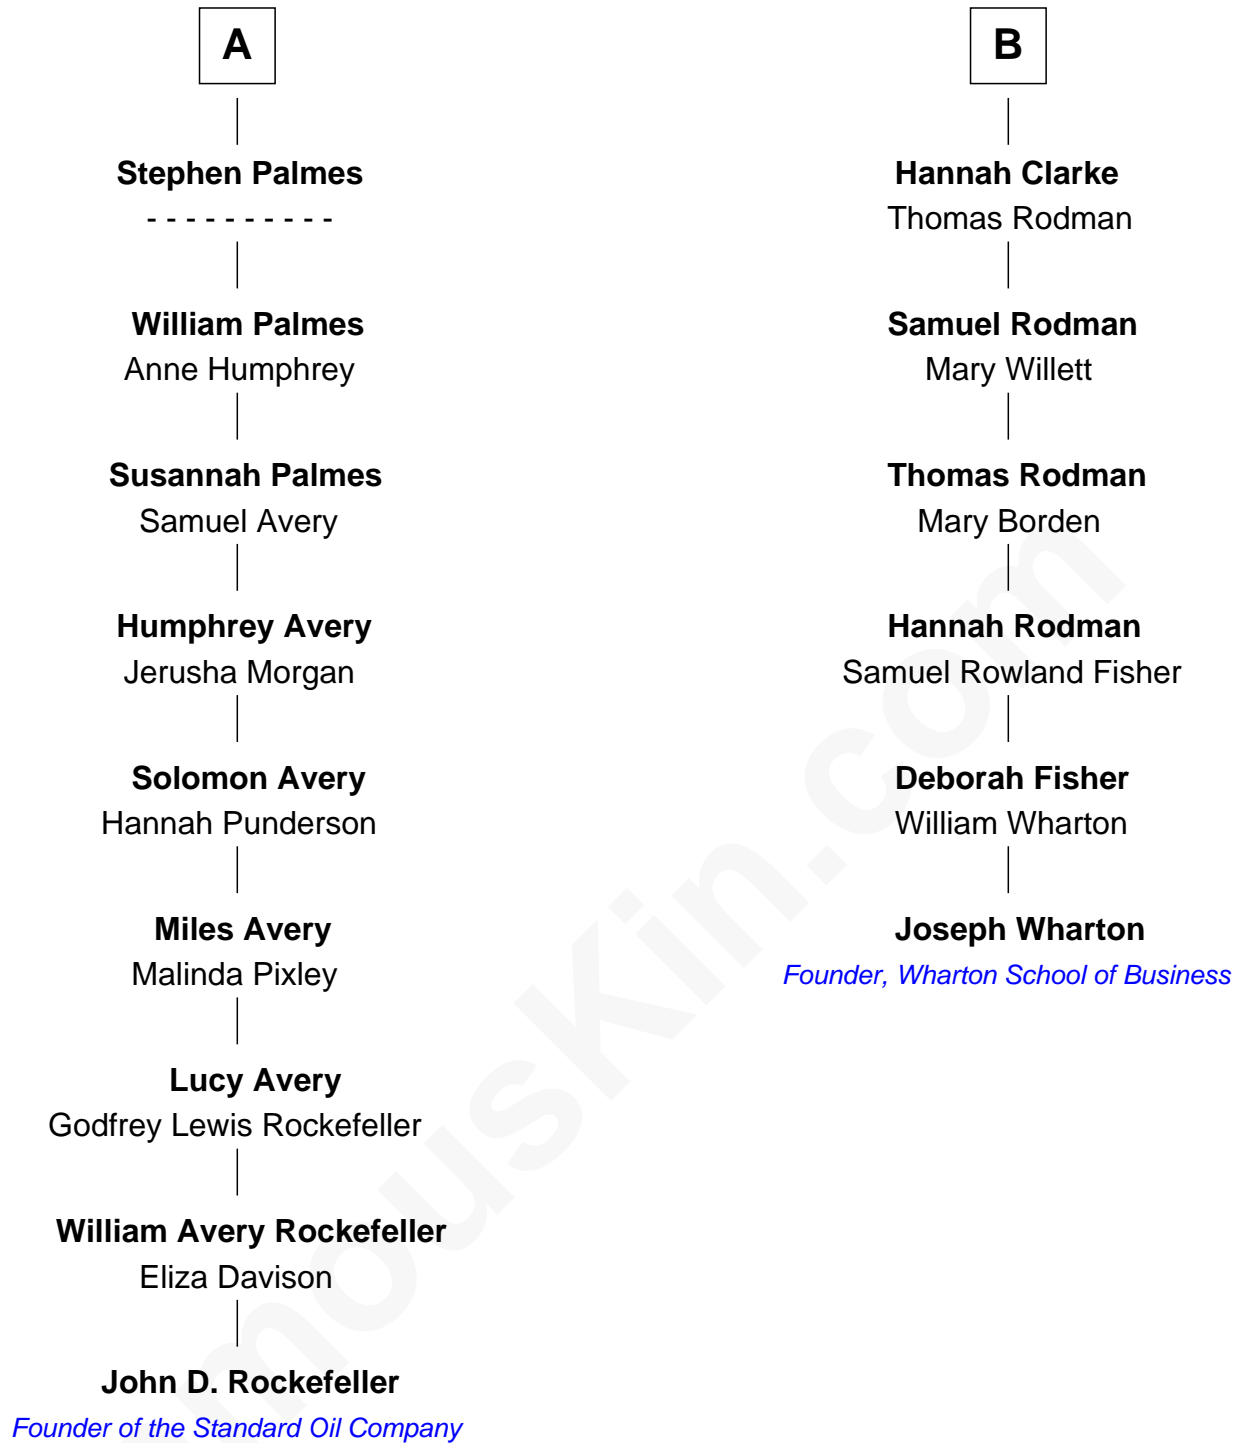 A
Stephen Palmes
- - - - - - - - - -
William Palmes
Anne Humphrey
Susannah Palmes
Samuel Avery
Humphrey Avery
Jerusha Morgan
Solomon Avery
Hannah Punderson
Miles Avery
Malinda Pixley
Lucy Avery
Godfrey Lewis Rockefeller
William Avery Rockefeller
Eliza Davison
John D. Rockefeller
Founder of the Standard Oil Company
B
Hannah Clarke
Thomas Rodman
Samuel Rodman
Mary Willett
Thomas Rodman
Mary Borden
Hannah Rodman
Samuel Rowland Fisher
Deborah Fisher
William Wharton
Joseph Wharton
Founder, Wharton School of Business
mouskin.com